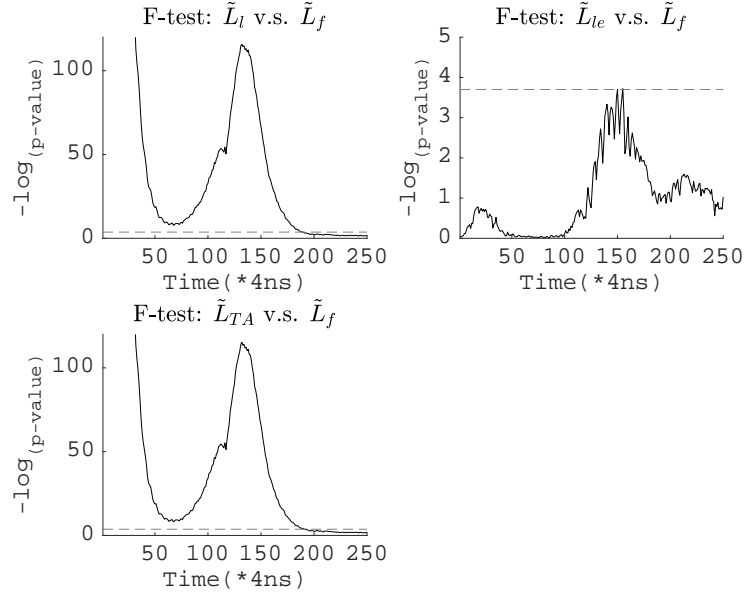 F-test: L̃_l v.s. L̃_f
100
50
0
-log(p-value)
50 100 150 200 250
Time(*4ns)
F-test: L̃_le v.s. L̃_f
5
4
3
2
1
0
-log(p-value)
50 100 150 200 250
Time(*4ns)
F-test: L̃_TA v.s. L̃_f
100
50
0
-log(p-value)
50 100 150 200 250
Time(*4ns)